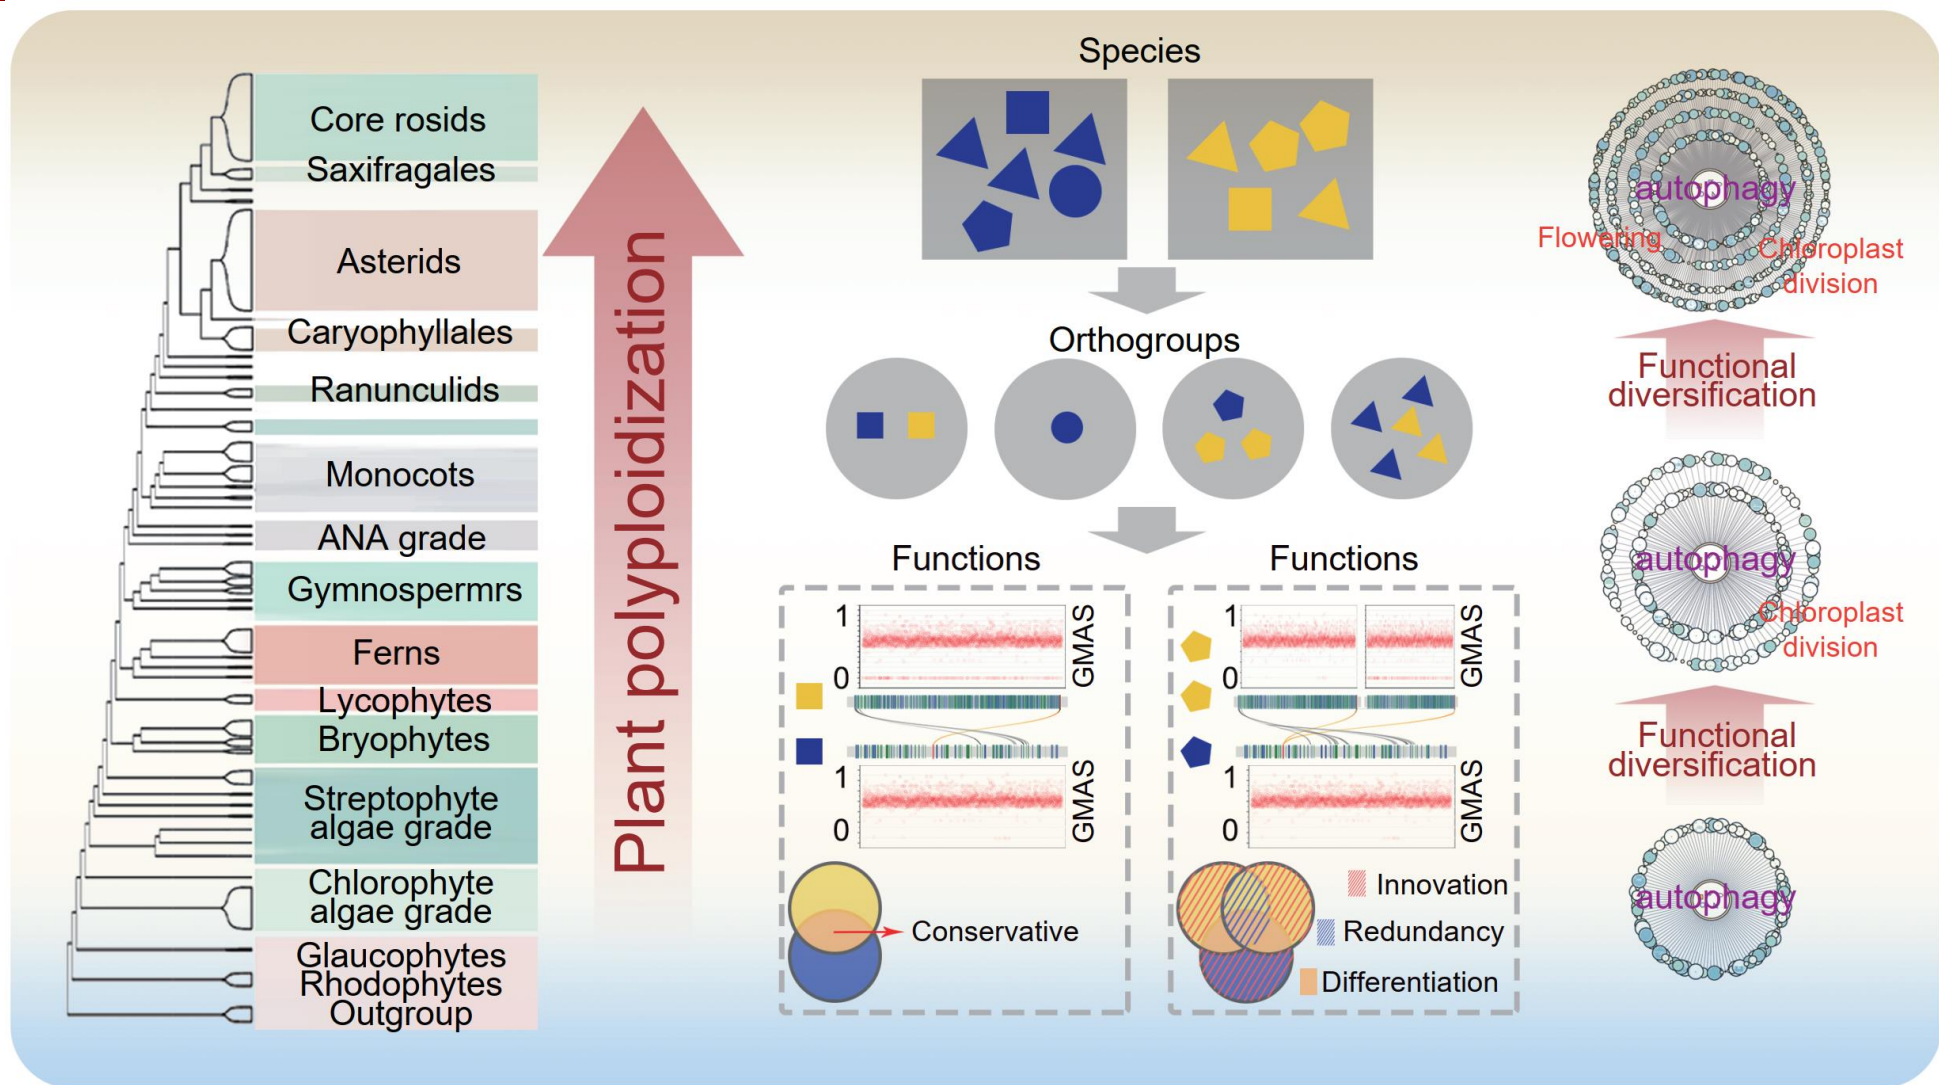 Core rosids
Saxifragales
Asterids
Caryophyllales
Ranunculids
Monocots
ANA grade
Gymnospermrs
Ferns
Lycophytes
Bryophytes
Streptophyte
algae grade
Chlorophyte
algae grade
Glaucophytes
Rhodophytes
Outgroup
Plant polyploidization
Species
Orthogroups
Functions
1
0
GMAS
1
0
GMAS
Conservative
Functions
1
0
GMAS
1
0
GMAS
Innovation
Redundancy
Differentiation
autophagy
Flowering
Chloroplast
division
Functional
diversification
autophagy
Chloroplast
division
Functional
diversification
autophagy